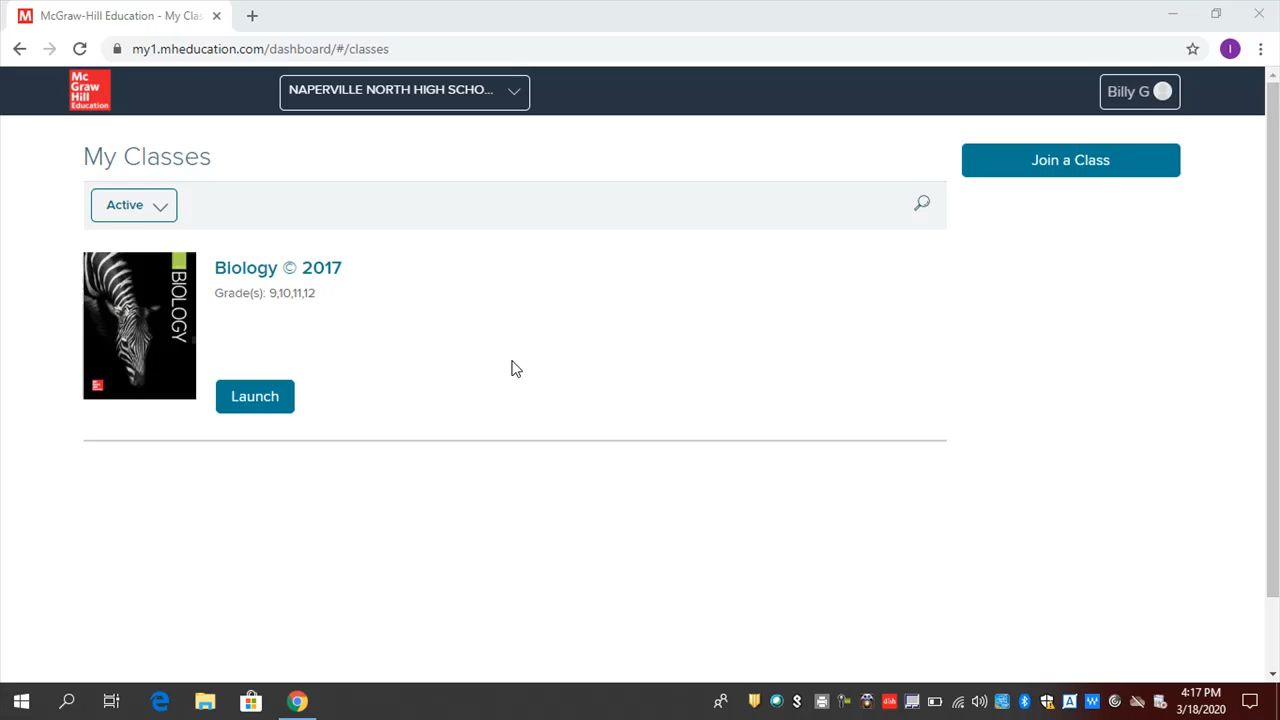 McGraw-Hill Education - My Clas
my1.mheducation.com/dashboard/#/classes
I
Mc
Graw
Hill
Education
NAPERVILLE NORTH HIGH SCHO...
Billy G
My Classes
Join a Class
Active
BIOLOGY
Biology © 2017
Grade(s): 9,10,11,12
Launch
4:17 PM
3/18/2020